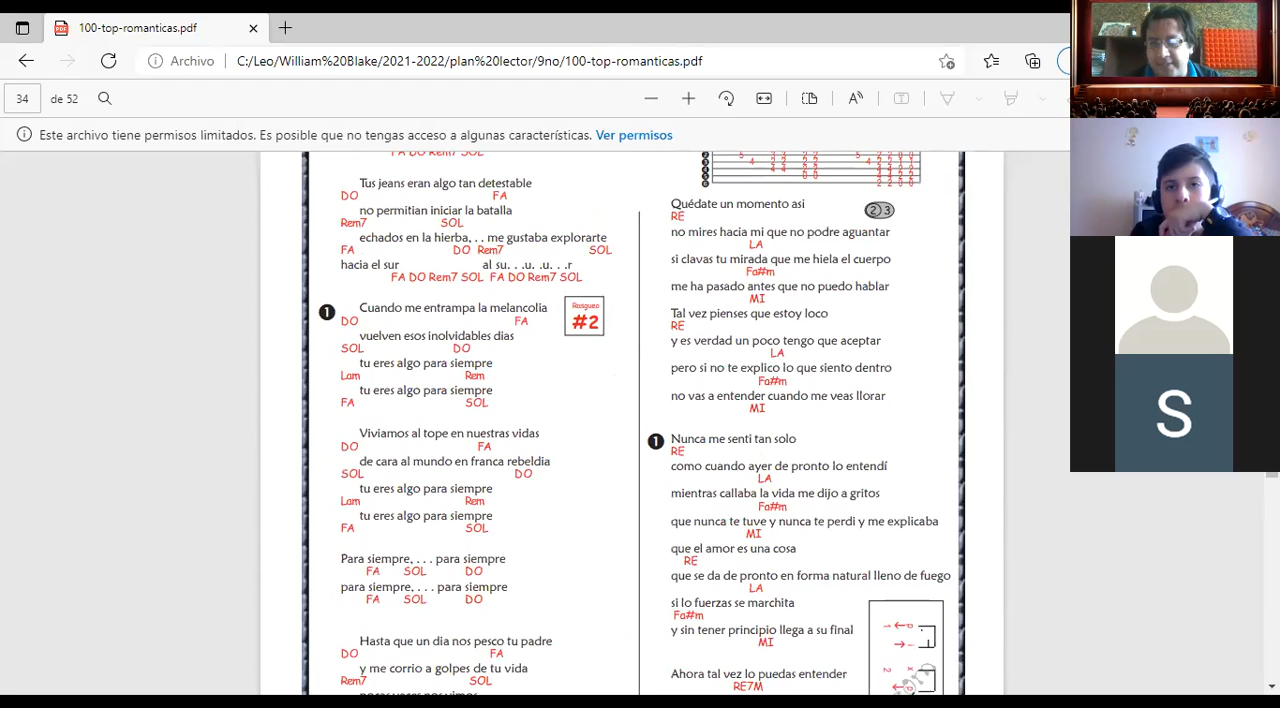 100-top-romanticas.pdf
Archivo
C:/Leo/William%20Blake/2021-2022/plan%20lector/9no/100-top-romanticas.pdf
34
de 52
Este archivo tiene permisos limitados. Es posible que no tengas acceso a algunas características. Ver permisos
FA DO Rem7 SOL
Tus jeans eran algo tan detestable
DO FA
no permitian iniciar la batalla
Rem7 SOL
echados en la hierba, . . me gustaba explorarte
FA DO Rem7 SOL
hacia el sur al su. . .u. .u. . .r
FA DO Rem7 SOL FA DO Rem7 SOL
1 Cuando me entrampa la melancolia
DO FA
Rasgueo
#2
vuelven esos inolvidables dias
SOL DO
tu eres algo para siempre
Lam Rem
tu eres algo para siempre
FA SOL
Viviamos al tope en nuestras vidas
DO FA
de cara al mundo en franca rebeldia
SOL DO
tu eres algo para siempre
Lam Rem
tu eres algo para siempre
FA SOL
Para siempre, . . . para siempre
FA SOL DO
para siempre, . . . para siempre
FA SOL DO
Hasta que un dia nos pesco tu padre
DO FA
y me corrio a golpes de tu vida
Rem7 SOL
pocas veces nos vimos
Quédate un momento asi
RE
2 3
no mires hacia mi que no podre aguantar
LA
si clavas tu mirada que me hiela el cuerpo
Fa#m
me ha pasado antes que no puedo hablar
MI
Tal vez pienses que estoy loco
RE
y es verdad un poco tengo que aceptar
LA
pero si no te explico lo que siento dentro
Fa#m
no vas a entender cuando me veas llorar
MI
1 Nunca me senti tan solo
RE
como cuando ayer de pronto lo entendí
LA
mientras callaba la vida me dijo a gritos
Fa#m
que nunca te tuve y nunca te perdi y me explicaba
MI
que el amor es una cosa
RE
que se da de pronto en forma natural lleno de fuego
LA
si lo fuerzas se marchita
Fa#m
y sin tener principio llega a su final
MI
Ahora tal vez lo puedas entender
RE7M
S